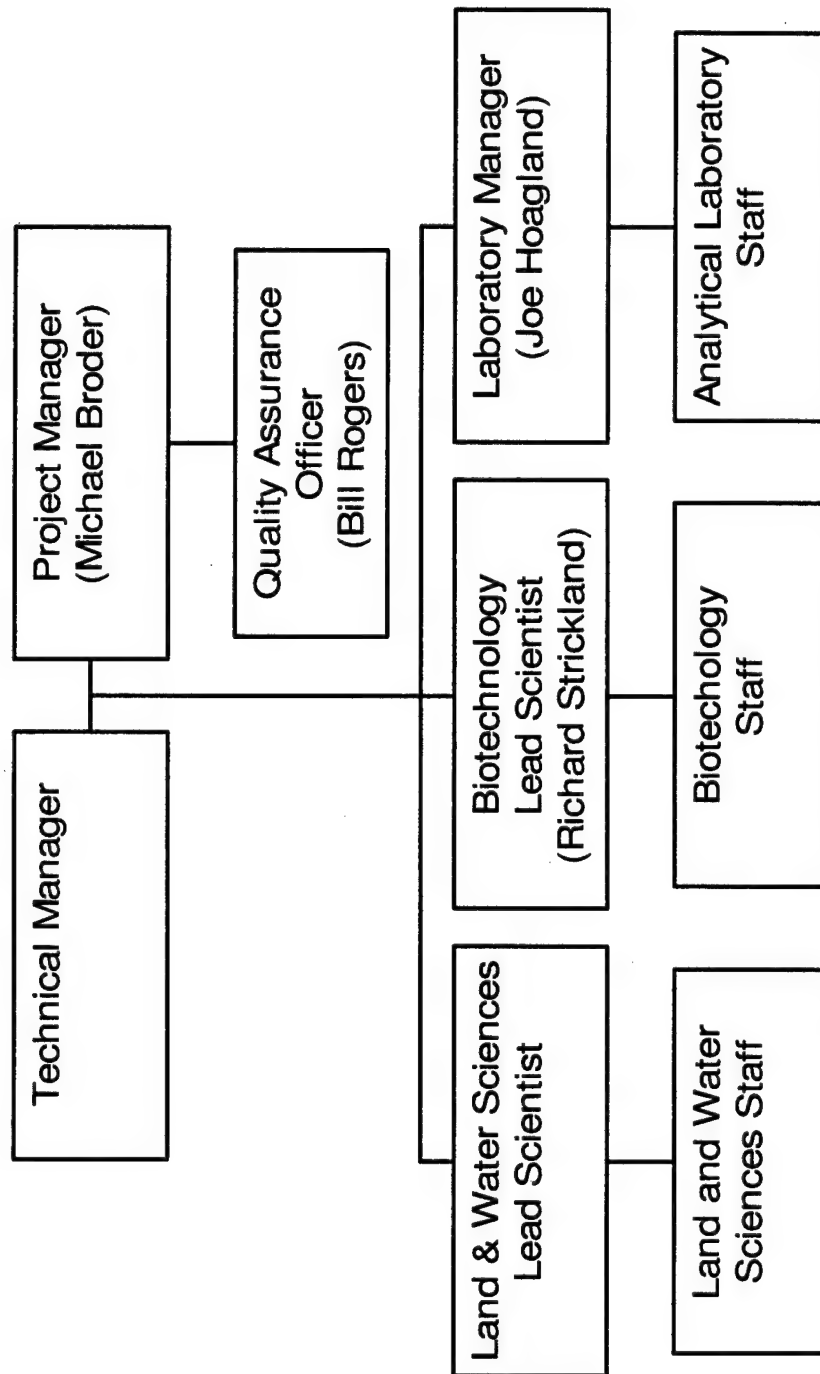 Technical Manager
Project Manager
(Michael Broder)
Quality Assurance
Officer
(Bill Rogers)
Land & Water Sciences
Lead Scientist
Biotechnology
Lead Scientist
(Richard Strickland)
Laboratory Manager
(Joe Hoagland)
Land and Water
Sciences Staff
Biotechology
Staff
Analytical Laboratory
Staff